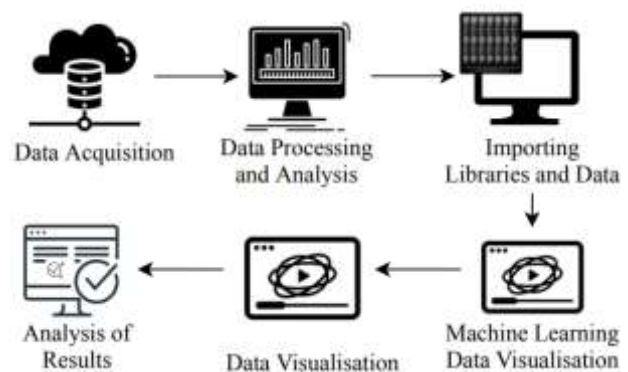 Data Acquisition
Data Processing
and Analysis
Importing
Libraries and Data
Analysis of
Results
Data Visualisation
Machine Learning
Data Visualisation